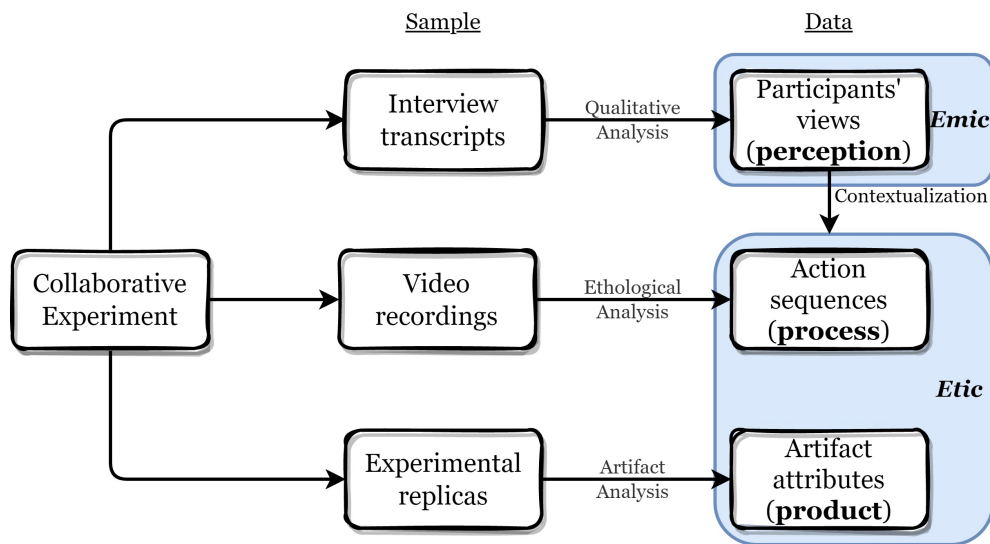 Sample
Data
Interview
transcripts
Qualitative
Analysis
Participants'
views
(perception)
Emic
Contextualization
Collaborative
Experiment
Video
recordings
Ethological
Analysis
Action
sequences
(process)
Etic
Experimental
replicas
Artifact
Analysis
Artifact
attributes
(product)